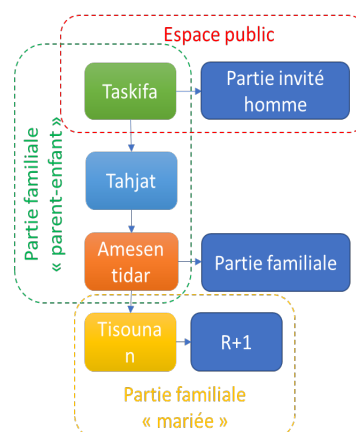 Espace public
Taskifa
Partie invité
homme
Partie familiale
« parent-enfant »
Tahjat
Amesen
tidar
Partie familiale
Tisouna
n
R+1
Partie familiale
« mariée »